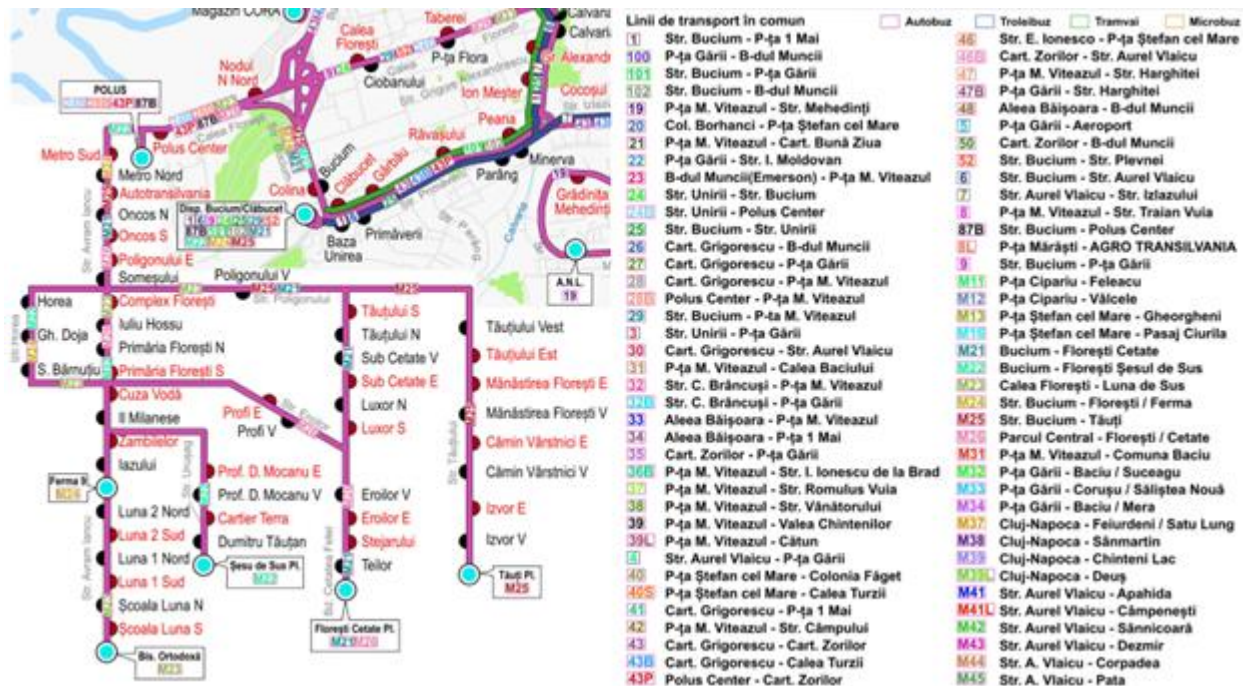 Magazin CORA
POLUS
43P 87B
Nodul
N Nord
Calea
Florești
Taberei
P-ța Flora
Ciobanului
Calvaria
Calvaria
Gr. Alexandrescu
Ion Meșter
Cocoșul
Peana
Râvașului
Minerva
Parâng
Gârbău
Clăbucet
Bucium
Colina
Disp. Bucium/Clăbucet
87B
M25
Baza
Unirea
Primăverii
Grădinița
Mehedinți
19
A.N.L.
19
43P 87B
Calea Florești
Polus Center
Metro Sud
Metro Nord
Autotransilvania
Oncos N
Oncos S
Poligonului E
Someșului
Poligonului V
Str. Poligonului
Str. Avram Iancu
Horea
Gh. Doja
S. Bărnuțiu
Complex Florești
Iuliu Hossu
Primăria Florești N
Primăria Florești S
Cuza Vodă
Il Milanese
Zambilelor
Iazului
Ferma 9
M24
Luna 2 Nord
Luna 2 Sud
Luna 1 Nord
Luna 1 Sud
Școala Luna N
Școala Luna S
Bis. Ortodoxă
M23
Str. Avram Iancu
Profi E
Profi V
Str. Eroilor
Prof. D. Mocanu E
Prof. D. Mocanu V
Cartier Terra
Dumitru Tăuțan
Șesu de Sus Pl.
M22
Tăuțului S
Tăuțului N
Sub Cetate V
Sub Cetate E
Luxor N
Luxor S
Eroilor V
Eroilor E
Stejarului
Teilor
Bd. Cetatea Fetei
Florești Cetate Pl.
M21 M26
Tăuțiului Vest
Tăuțiului Est
Mănăstirea Florești E
Mănăstirea Florești V
Cămin Vârstnici E
Cămin Vârstnici V
Izvor E
Izvor V
Str. Tăuțului
Tăuți Pl.
M25
Linii de transport în comun
Autobuz
Troleibuz
Tramvai
Microbuz
1 Str. Bucium - P-ța 1 Mai
100 P-ța Gării - B-dul Muncii
101 Str. Bucium - P-ța Gării
102 Str. Bucium - B-dul Muncii
19 P-ța M. Viteazul - Str. Mehedinți
20 Col. Borhanci - P-ța Ștefan cel Mare
21 P-ța M. Viteazul - Cart. Bună Ziua
22 P-ța Gării - Str. I. Moldovan
23 B-dul Muncii(Emerson) - P-ța M. Viteazul
24 Str. Unirii - Str. Bucium
24B Str. Unirii - Polus Center
25 Str. Bucium - Str. Unirii
26 Cart. Grigorescu - B-dul Muncii
27 Cart. Grigorescu - P-ța Gării
28 Cart. Grigorescu - P-ța M. Viteazul
28B Polus Center - P-ța M. Viteazul
29 Str. Bucium - P-ța M. Viteazul
3 Str. Unirii - P-ța Gării
30 Cart. Grigorescu - Str. Aurel Vlaicu
31 P-ța M. Viteazul - Calea Baciului
32 Str. C. Brâncuși - P-ța M. Viteazul
32B Str. C. Brâncuși - P-ța Gării
33 Aleea Băișoara - P-ța M. Viteazul
34 Aleea Băișoara - P-ța 1 Mai
35 Cart. Zorilor - P-ța Gării
36B P-ța M. Viteazul - Str. I. Ionescu de la Brad
37 P-ța M. Viteazul - Str. Romulus Vuia
38 P-ța M. Viteazul - Str. Vânătorului
39 P-ța M. Viteazul - Valea Chintenilor
39L P-ța M. Viteazul - Cătun
4 Str. Aurel Vlaicu - P-ța Gării
40 P-ța Ștefan cel Mare - Colonia Făget
40S P-ța Ștefan cel Mare - Calea Turzii
41 Cart. Grigorescu - P-ța 1 Mai
42 P-ța M. Viteazul - Str. Câmpului
43 Cart. Grigorescu - Cart. Zorilor
43B Cart. Grigorescu - Calea Turzii
43P Polus Center - Cart. Zorilor
46 Str. E. Ionesco - P-ța Ștefan cel Mare
46B Cart. Zorilor - Str. Aurel Vlaicu
47 P-ța M. Viteazul - Str. Harghitei
47B P-ța Gării - Str. Harghitei
48 Aleea Băișoara - B-dul Muncii
5 P-ța Gării - Aeroport
50 Cart. Zorilor - B-dul Muncii
52 Str. Bucium - Str. Plevnei
6 Str. Bucium - Str. Aurel Vlaicu
7 Str. Aurel Vlaicu - Str. Izlazului
8 P-ța M. Viteazul - Str. Traian Vuia
87B Str. Bucium - Polus Center
8L P-ța Mărăști - AGRO TRANSILVANIA
9 Str. Bucium - P-ța Gării
M11 P-ța Cipariu - Feleacu
M12 P-ța Cipariu - Vâlcele
M13 P-ța Ștefan cel Mare - Gheorgheni
M16 P-ța Ștefan cel Mare - Pasaj Ciurila
M21 Bucium - Florești Cetate
M22 Bucium - Florești Șesul de Sus
M23 Calea Florești - Luna de Sus
M24 Str. Bucium - Florești / Ferma
M25 Str. Bucium - Tăuți
M26 Parcul Central - Florești / Cetate
M31 P-ța M. Viteazul - Comuna Baciu
M32 P-ța Gării - Baciu / Suceagu
M33 P-ța Gării - Corușu / Săliștea Nouă
M34 P-ța Gării - Baciu / Mera
M37 Cluj-Napoca - Feiurdeni / Satu Lung
M38 Cluj-Napoca - Sânmartin
M39 Cluj-Napoca - Chinteni Lac
M39L Cluj-Napoca - Deuș
M41 Str. Aurel Vlaicu - Apahida
M41L Str. Aurel Vlaicu - Câmpenești
M42 Str. Aurel Vlaicu - Sânnicoară
M43 Str. Aurel Vlaicu - Dezmir
M44 Str. A. Vlaicu - Corpadea
M45 Str. A. Vlaicu - Pata